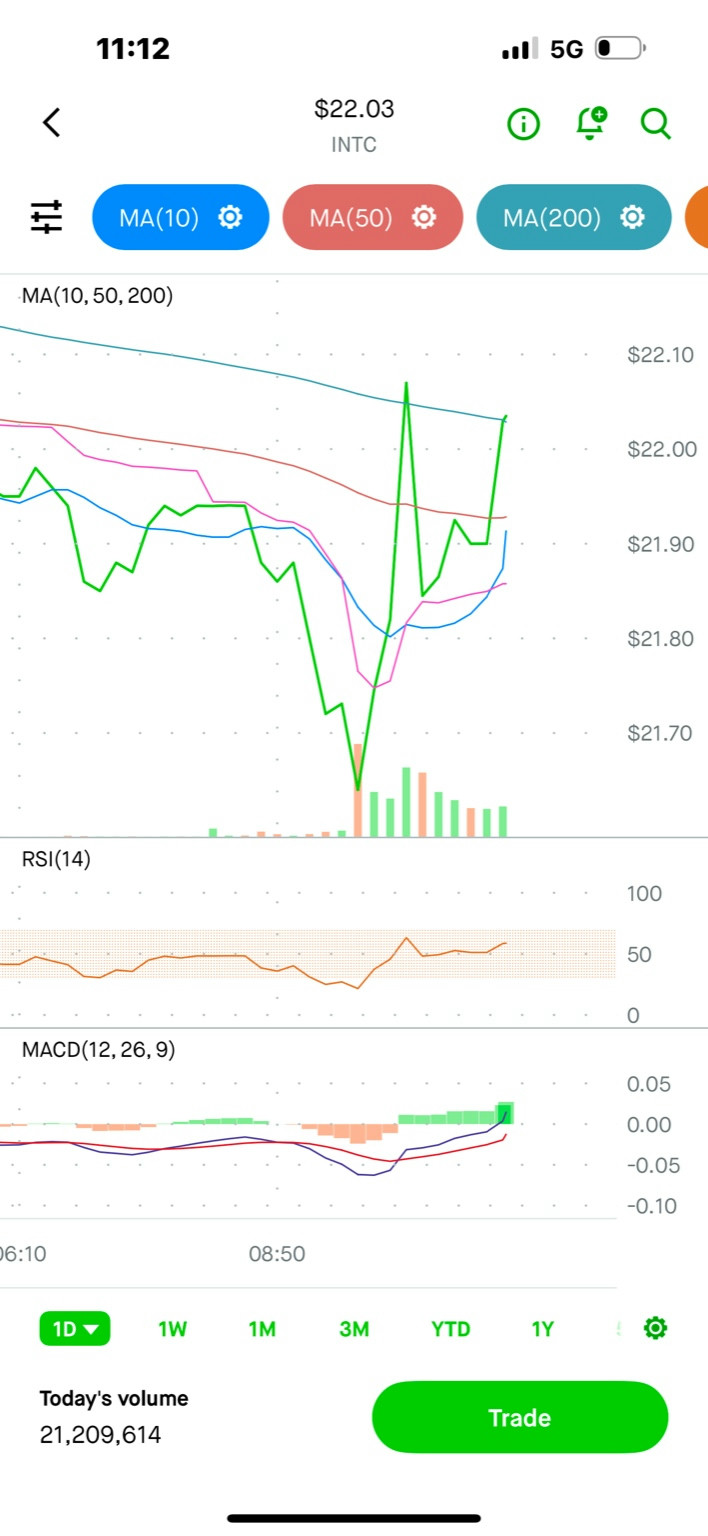 11:12
5G
$22.03
INTC
MA(10)
MA(50)
MA(200)
MA(10, 50, 200)
$22.10
$22.00
$21.90
$21.80
$21.70
RSI(14)
100
50
0
MACD(12, 26, 9)
0.05
0.00
-0.05
-0.10
06:10
08:50
1D
1W
1M
3M
YTD
1Y
Today's volume
21,209,614
Trade